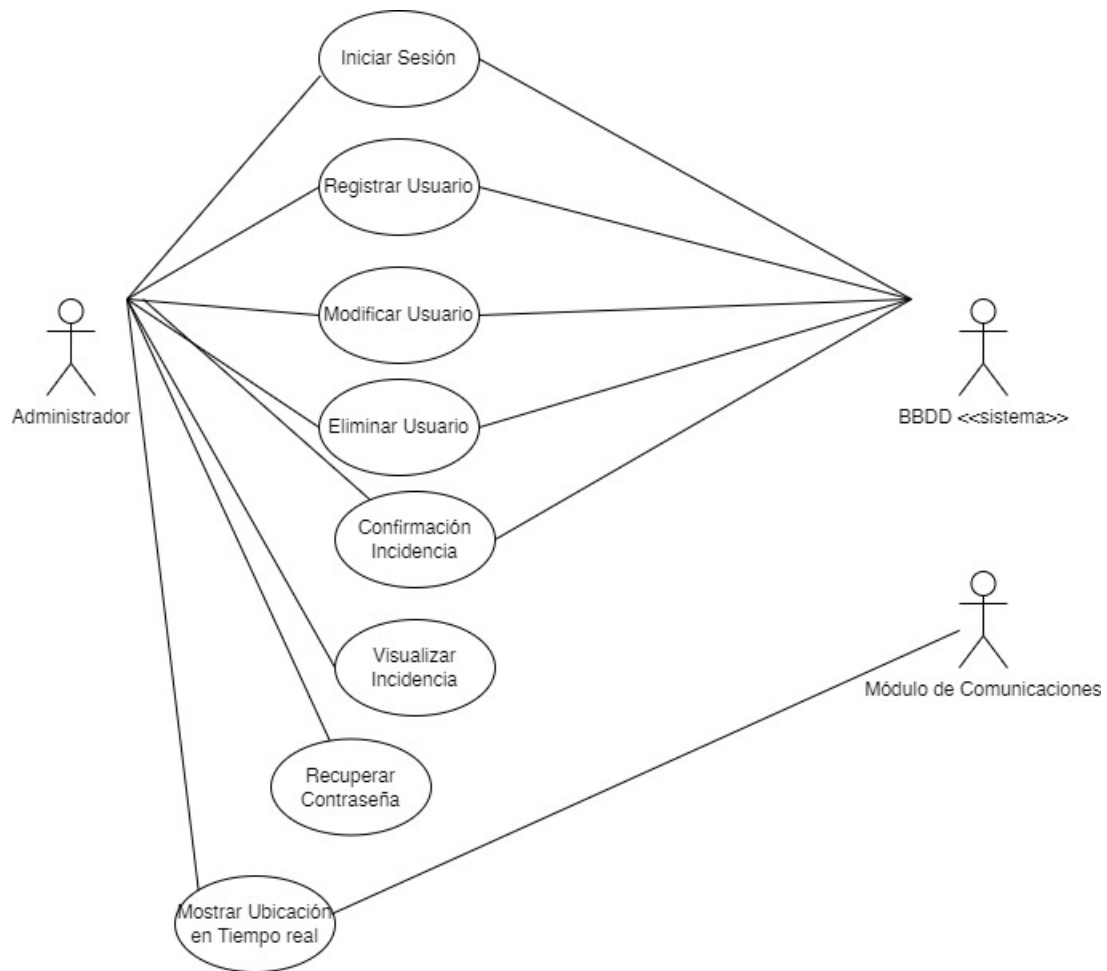 Iniciar Sesión
Registrar Usuario
Modificar Usuario
Administrador
BBDD <<sistema>>
Eliminar Usuario
Confirmación
Incidencia
Visualizar
Incidencia
Módulo de Comunicaciones
Recuperar
Contraseña
Mostrar Ubicación
en Tiempo real